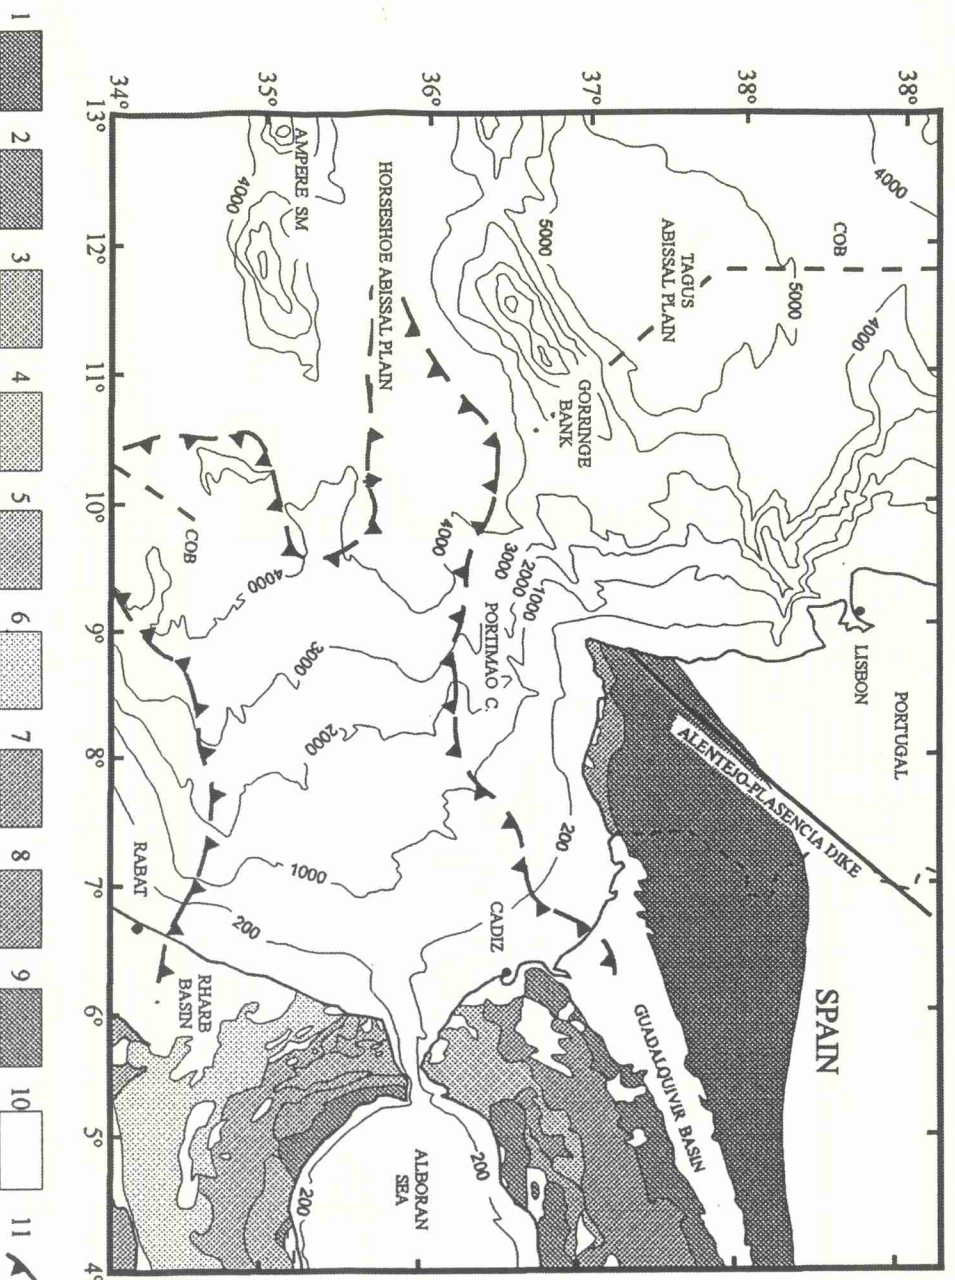 38°
4000
PORTUGAL
LISBON
4000
COB
SPAIN
ALENTEJO-PLASENCIA DIKE
5000
38°
TAGUS
ABISSAL PLAIN
GUADALQUIVIR BASIN
37°
5000
GORRINGE
BANK
200
1000
2000
3000
PORTIMAO C.
CADIZ
200
36°
4000
ALBORAN
SEA
HORSESHOE ABISSAL PLAIN
2000
3000
1000
200
AMPERE SM
4000
35°
4000
200
RHARB
BASIN
COB
RABAT
34°
13° 12° 11° 10° 9° 8° 7° 6° 5° 4°
1 2 3 4 5 6 7 8 9 10 11